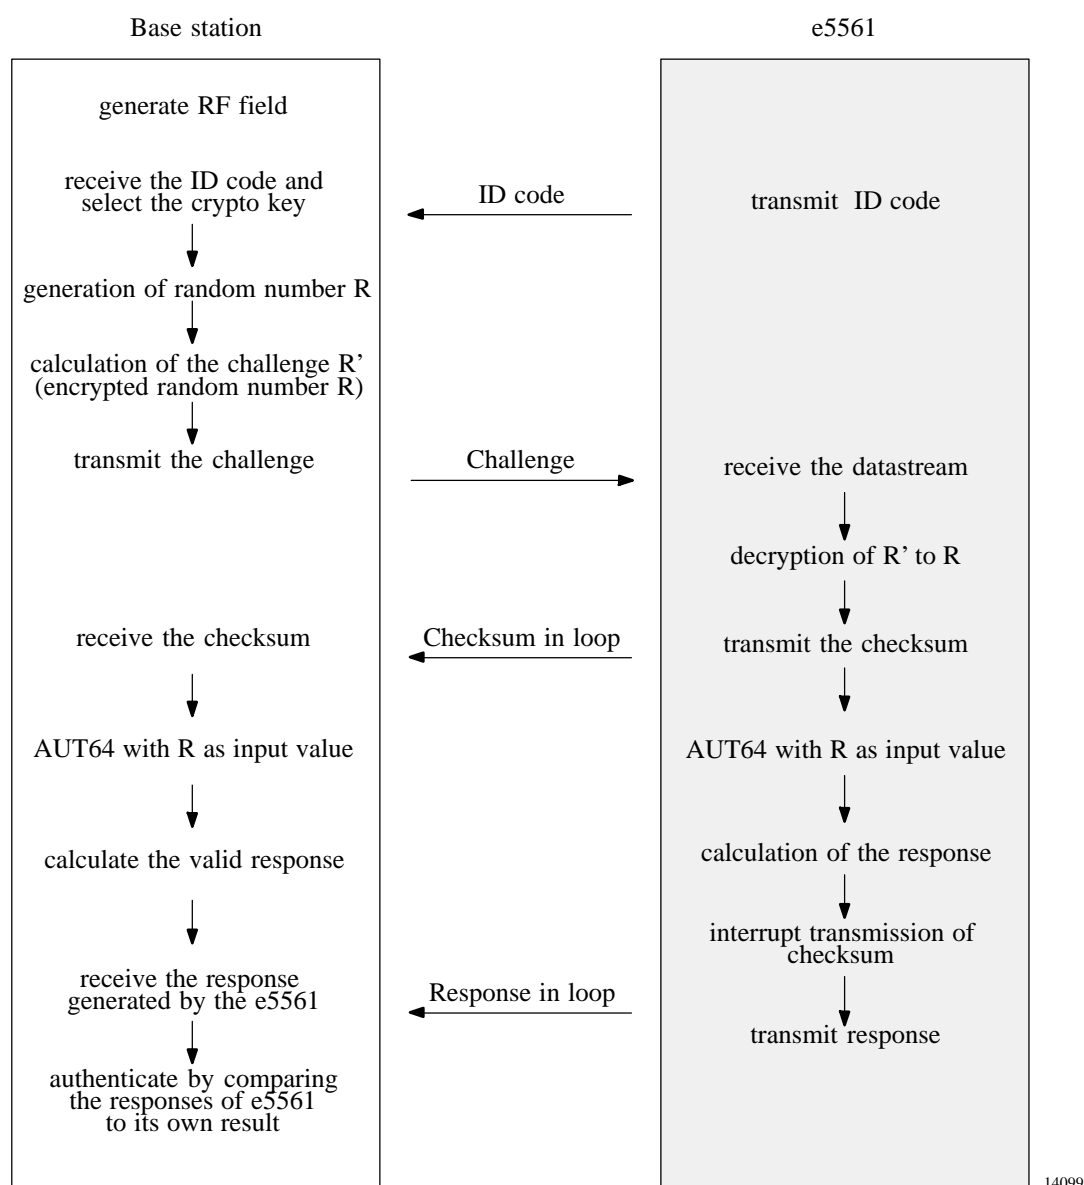 Base station
e5561
generate RF field
receive the ID code and
select the crypto key
ID code
transmit ID code
generation of random number R
calculation of the challenge R’
(encrypted random number R)
transmit the challenge
Challenge
receive the datastream
decryption of R’ to R
receive the checksum
Checksum in loop
transmit the checksum
AUT64 with R as input value
AUT64 with R as input value
calculate the valid response
calculation of the response
interrupt transmission of
checksum
receive the response
generated by the e5561
Response in loop
transmit response
authenticate by comparing
the responses of e5561
to its own result
14099